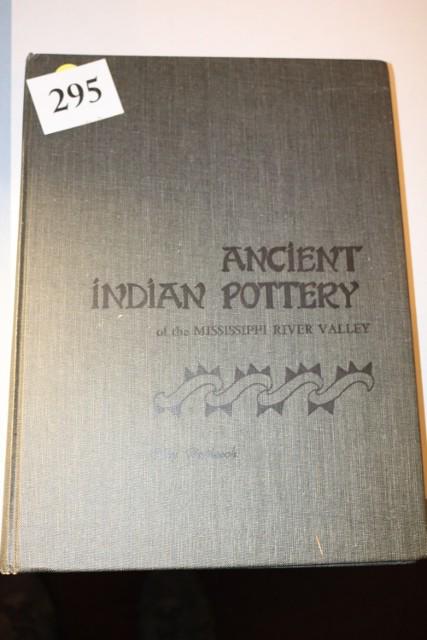 295
ANCIENT
INDIAN POTTERY
of the MISSISSIPPI RIVER VALLEY